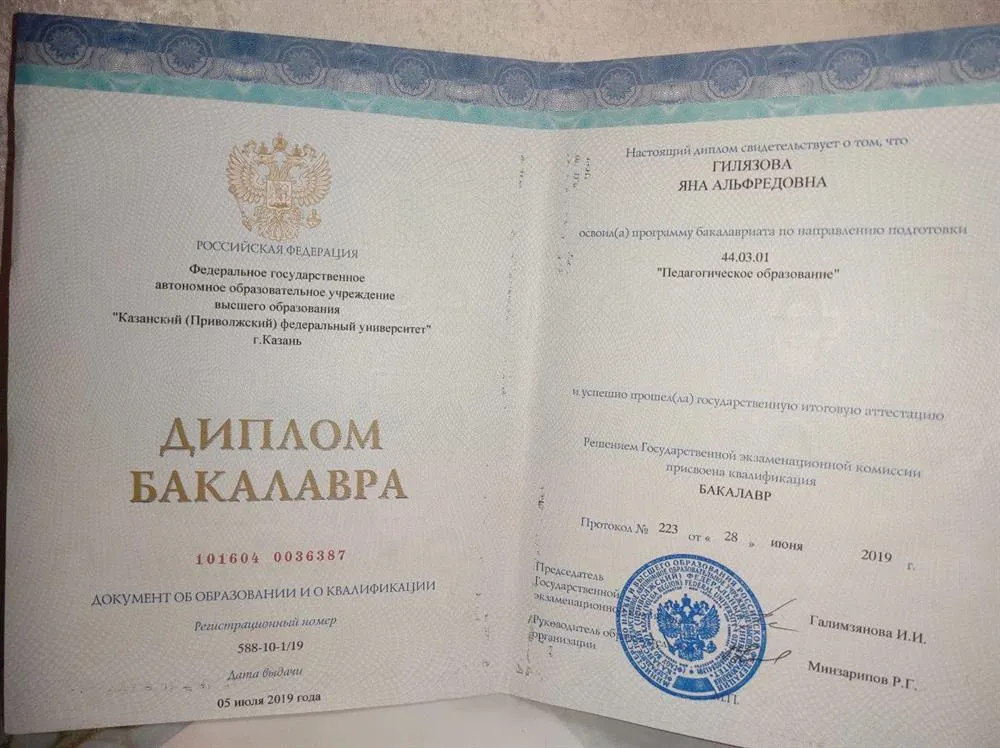 РОССИЙСКАЯ ФЕДЕРАЦИЯ
Федеральное государственное
автономное образовательное учреждение
высшего образования
"Казанский (Приволжский) федеральный университет"
г.Казань
ДИПЛОМ
БАКАЛАВРА
101604 0036387
ДОКУМЕНТ ОБ ОБРАЗОВАНИИ И О КВАЛИФИКАЦИИ
Регистрационный номер
588-10-1/19
Дата выдачи
05 июля 2019 года
Настоящий диплом свидетельствует о том, что
ГИЛЯЗОВА
ЯНА АЛЬФРЕДОВНА
освоил(а) программу бакалавриата по направлению подготовки
44.03.01
"Педагогическое образование"
и успешно прошел(ла) государственную итоговую аттестацию
Решением Государственной экзаменационной комиссии
присвоена квалификация
БАКАЛАВР
Протокол № 223 от « 28 » июня 2019 г.
Председатель
Государственной
Галимзянова И.И.
Руководитель
организации
Минзарипов Р.Г.
М.П.